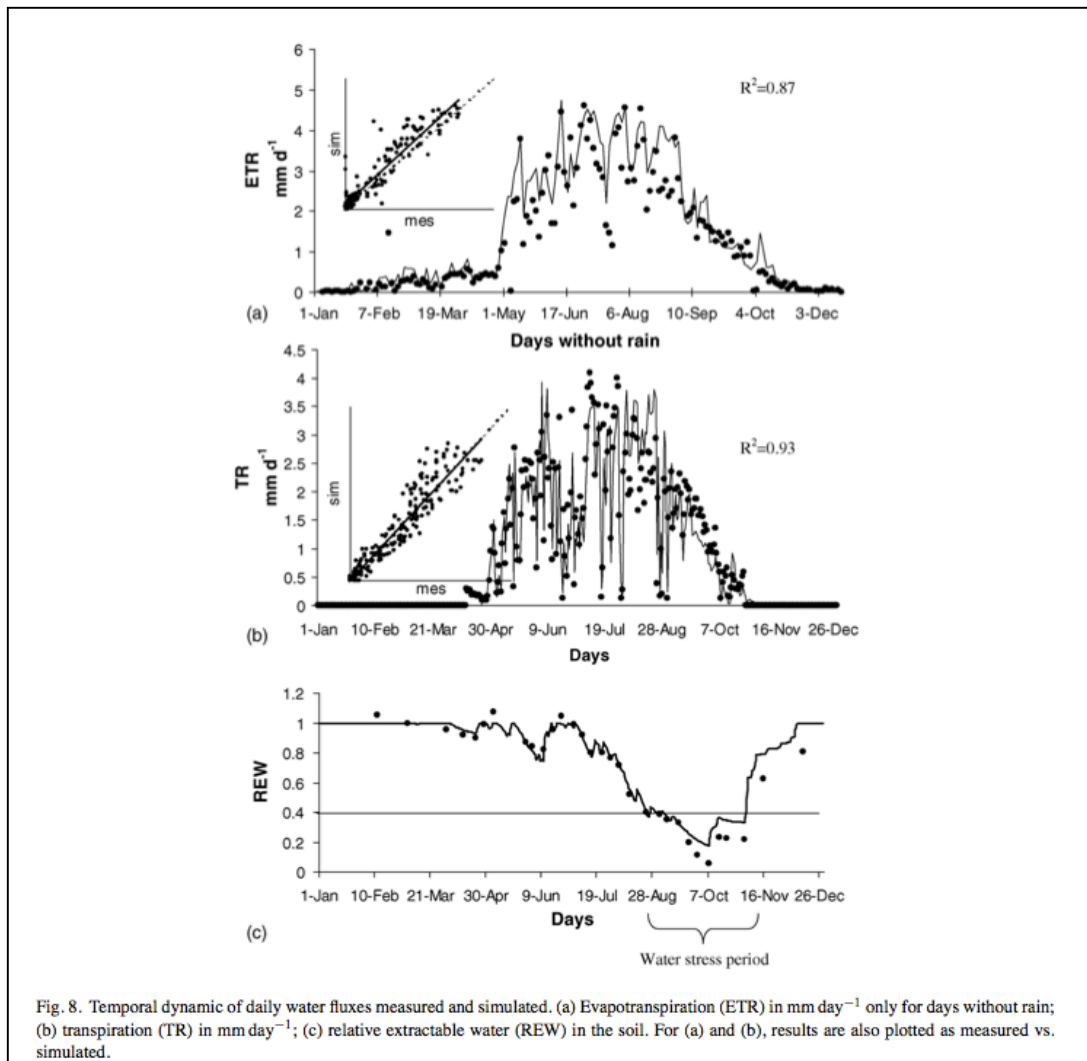 6
5
4
3
2
1
0
ETR
mm d⁻¹
sim
mes
R²=0.87
1-Jan 7-Feb 19-Mar 1-May 17-Jun 6-Aug 10-Sep 4-Oct 3-Dec
(a)
Days without rain
4.5
4
3.5
3
2.5
2
1.5
1
0.5
0
TR
mm d⁻¹
sim
mes
R²=0.93
1-Jan 10-Feb 21-Mar 30-Apr 9-Jun 19-Jul 28-Aug 7-Oct 16-Nov 26-Dec
(b)
Days
1.2
1
0.8
0.6
0.4
0.2
0
REW
1-Jan 10-Feb 21-Mar 30-Apr 9-Jun 19-Jul 28-Aug 7-Oct 16-Nov 26-Dec
(c)
Days
Water stress period
Fig. 8. Temporal dynamic of daily water fluxes measured and simulated. (a) Evapotranspiration (ETR) in mm day⁻¹ only for days without rain;
(b) transpiration (TR) in mm day⁻¹; (c) relative extractable water (REW) in the soil. For (a) and (b), results are also plotted as measured vs.
simulated.